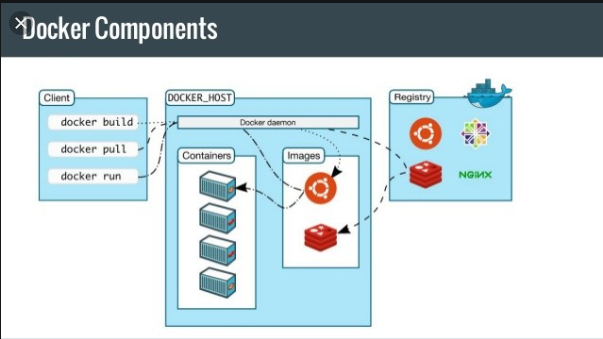 Docker Components
Client
docker build
docker pull
docker run
DOCKER_HOST
Docker daemon
Containers
Images
Registry
NGINX